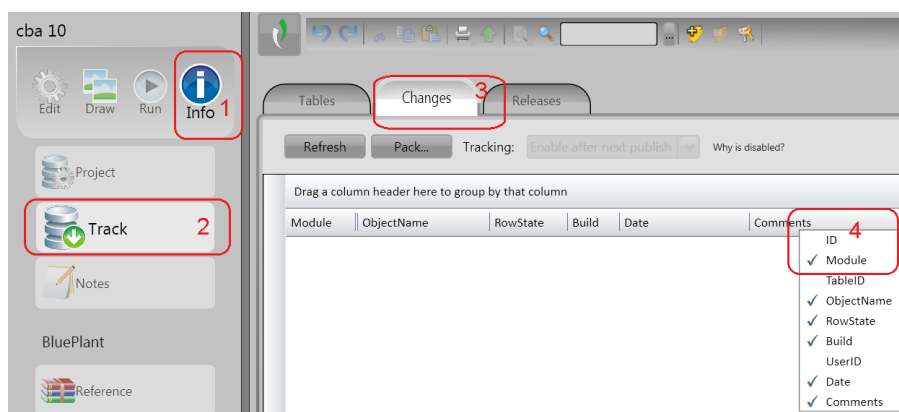 cba 10
Edit Draw Run Info 1
Project
Track 2
Notes
BluePlant
Reference
...
Tables Changes 3 Releases
Refresh Pack... Tracking: Enable after next publish Why is disabled?
Drag a column header here to group by that column
Module ObjectName RowState Build Date Comments
ID 4
Module
TableID
ObjectName
RowState
Build
UserID
Date
Comments